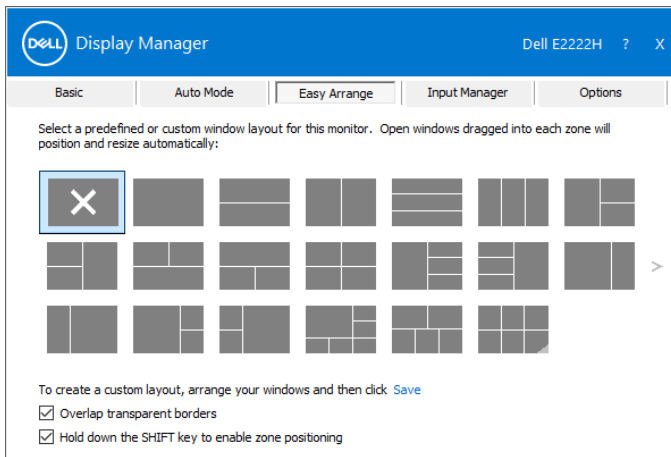 DELL Display Manager Dell E2222H ? X
Basic Auto Mode Easy Arrange Input Manager Options
Select a predefined or custom window layout for this monitor. Open windows dragged into each zone will
position and resize automatically:
>
To create a custom layout, arrange your windows and then click Save
Overlap transparent borders
Hold down the SHIFT key to enable zone positioning